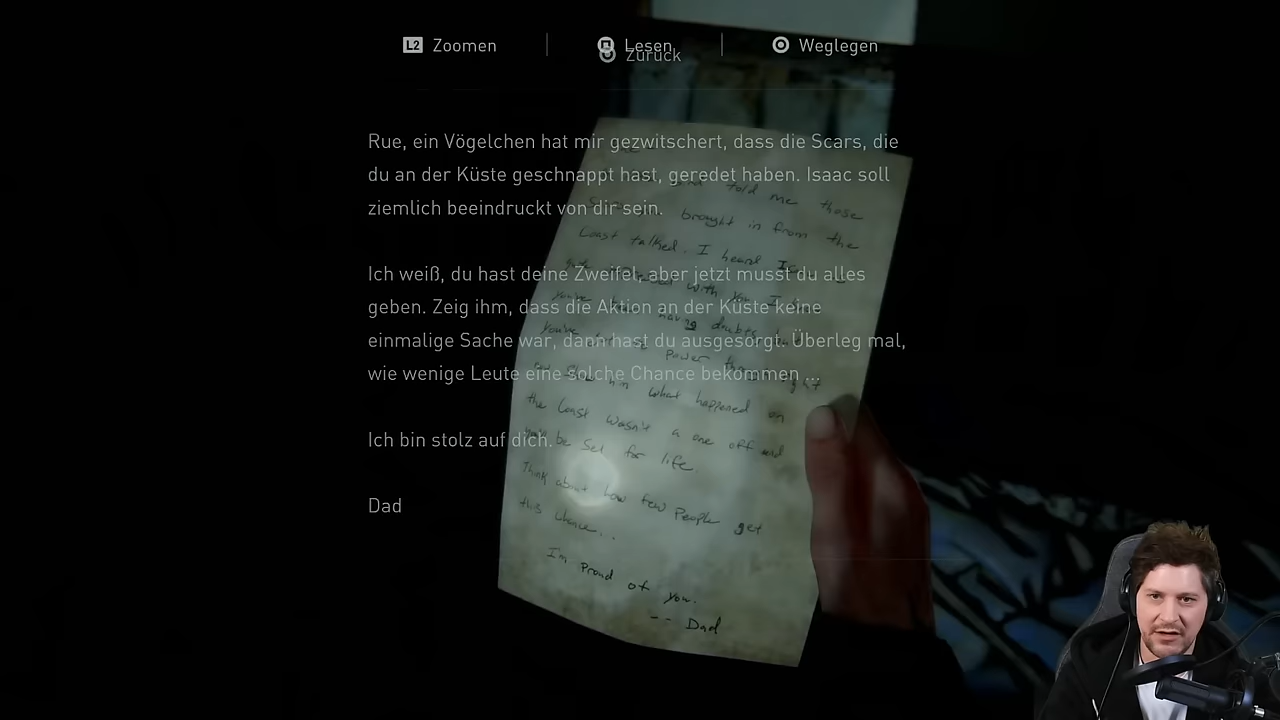 L2 Zoomen
Lesen
Weglegen
Zurück
Rue, ein Vögelchen hat mir gezwitschert, dass die Scars, die
du an der Küste geschnappt hast, geredet haben. Isaac soll
ziemlich beeindruckt von dir sein.
Ich weiß, du hast deine Zweifel, aber jetzt musst du alles
geben. Zeig ihm, dass die Aktion an der Küste keine
einmalige Sache war, dann hast du ausgesorgt. Überleg mal,
wie wenige Leute eine solche Chance bekommen ...
Ich bin stolz auf dich.
Dad
told me those
brought in from the
Coast talked. I heard
with you. I
having doubts
power
what happened on
the Coast wasn't a one off and
be set for life.
Think about how few People get
this chance...
I'm Proud of you.
-- Dad